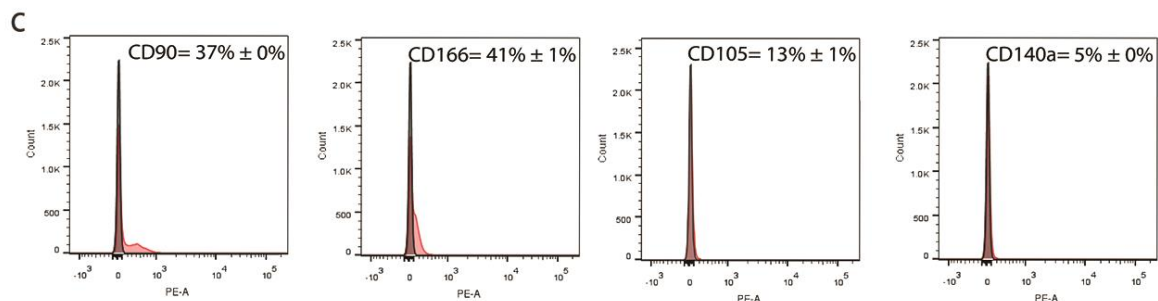 C
CD90= 37% ± 0%
2.5K
2.0K
1.5K
1.0K
500
0
Count
-10³ 0 10³ 10⁴ 10⁵
PE-A
CD166= 41% ± 1%
2.5K
2.0K
1.5K
1.0K
500
0
Count
-10³ 0 10³ 10⁴ 10⁵
PE-A
CD105= 13% ± 1%
2.5K
2.0K
1.5K
1.0K
500
0
Count
-10³ 0 10³ 10⁴ 10⁵
PE-A
CD140a= 5% ± 0%
2.5K
2.0K
1.5K
1.0K
500
0
Count
-10³ 0 10³ 10⁴ 10⁵
PE-A